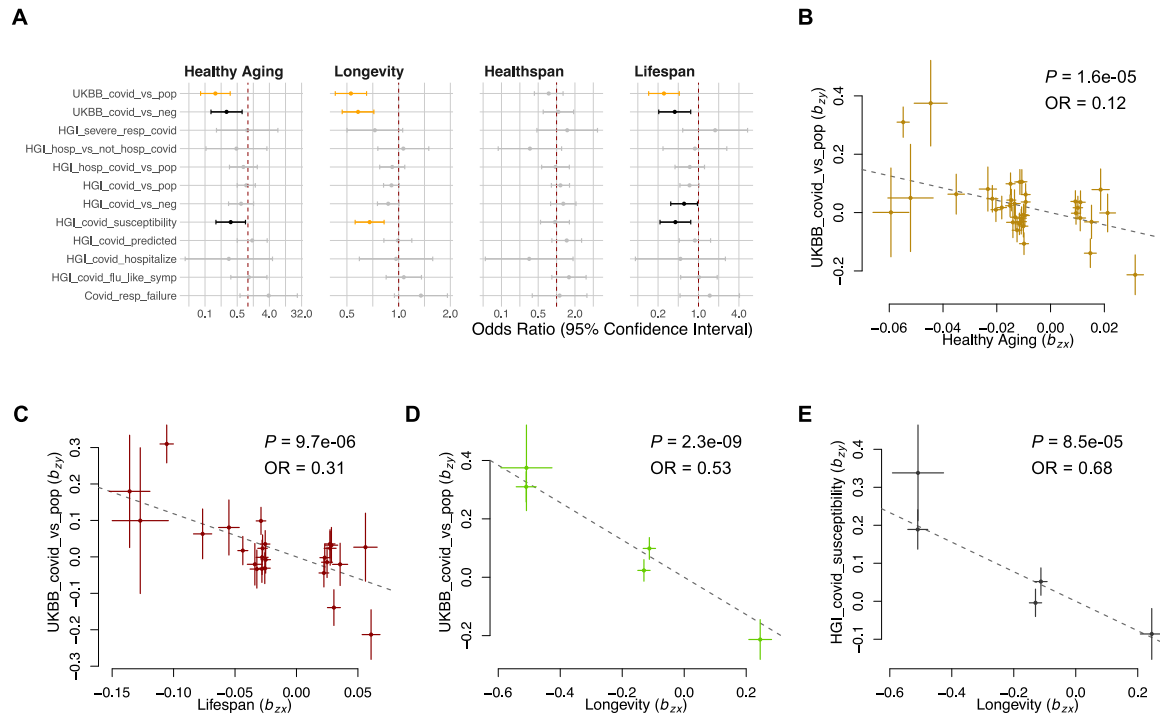 A
Healthy Aging
Longevity
Healthspan
Lifespan
UKBB_covid_vs_pop
UKBB_covid_vs_neg
HGI_severe_resp_covid
HGI_hosp_vs_not_hosp_covid
HGI_hosp_covid_vs_pop
HGI_covid_vs_pop
HGI_covid_vs_neg
HGI_covid_susceptibility
HGI_covid_predicted
HGI_covid_hospitalize
HGI_covid_flu_like_symp
Covid_resp_failure
0.1 0.5 4.0 32.0
0.5 1.0 2.0
0.1 0.5 2.0
0.2 1.0 4.0
Odds Ratio (95% Confidence Interval)
B
P = 1.6e-05
OR = 0.12
UKBB_covid_vs_pop (bzy)
0.4
0.2
0.0
−0.2
−0.06 −0.04 −0.02 0.00 0.02
Healthy Aging (bzx)
C
P = 9.7e-06
OR = 0.31
UKBB_covid_vs_pop (bzy)
0.3
0.2
0.1
0.0
−0.1
−0.2
−0.3
−0.15 −0.10 −0.05 0.00 0.05
Lifespan (bzx)
D
P = 2.3e-09
OR = 0.53
UKBB_covid_vs_pop (bzy)
0.4
0.2
0.0
−0.2
−0.6 −0.4 −0.2 0.0 0.2
Longevity (bzx)
E
P = 8.5e-05
OR = 0.68
HGI_covid_susceptibility (bzy)
0.4
0.3
0.2
0.1
0.0
−0.1
−0.6 −0.4 −0.2 0.0 0.2
Longevity (bzx)